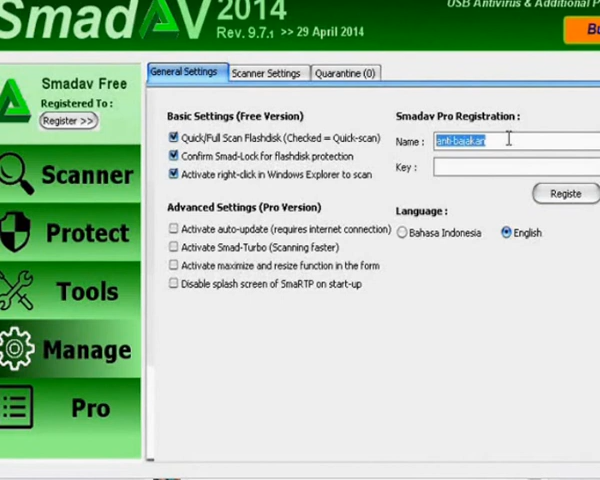 SmadAV 2014
USB Antivirus & Additional
Rev. 9.7.1 >> 29 April 2014
Smadav Free
Registered To :
Register >>
Scanner
Protect
Tools
Manage
Pro
General Settings
Scanner Settings
Quarantine (0)
Basic Settings (Free Version)
Quick/Full Scan Flashdisk (Checked = Quick-scan)
Confirm Smad-Lock for flashdisk protection
Activate right-click in Windows Explorer to scan
Advanced Settings (Pro Version)
Activate auto-update (requires internet connection)
Activate Smad-Turbo (Scanning faster)
Activate maximize and resize function in the form
Disable splash screen of SmaRTP on start-up
Smadav Pro Registration :
Name : anti-bajakan
Key :
Registe
Language :
Bahasa Indonesia
English